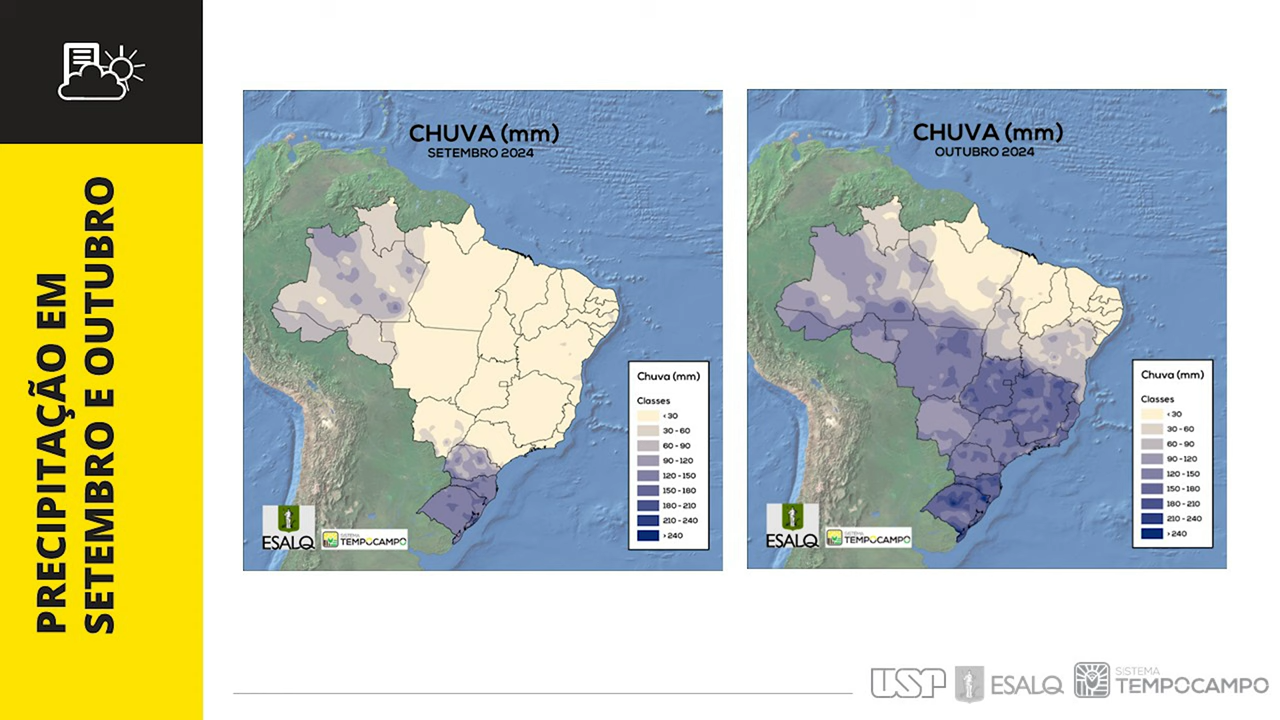 PRECIPITAÇÃO EM
SETEMBRO E OUTUBRO
CHUVA (mm)
SETEMBRO 2024
Chuva (mm)
Classes
< 30
30 - 60
60 - 90
90 - 120
120 - 150
150 - 180
180 - 210
210 - 240
> 240
ESALQ
SISTEMA
TEMPOCAMPO
CHUVA (mm)
OUTUBRO 2024
Chuva (mm)
Classes
< 30
30 - 60
60 - 90
90 - 120
120 - 150
150 - 180
180 - 210
210 - 240
> 240
ESALQ
SISTEMA
TEMPOCAMPO
USP
ESALQ
SISTEMA
TEMPOCAMPO